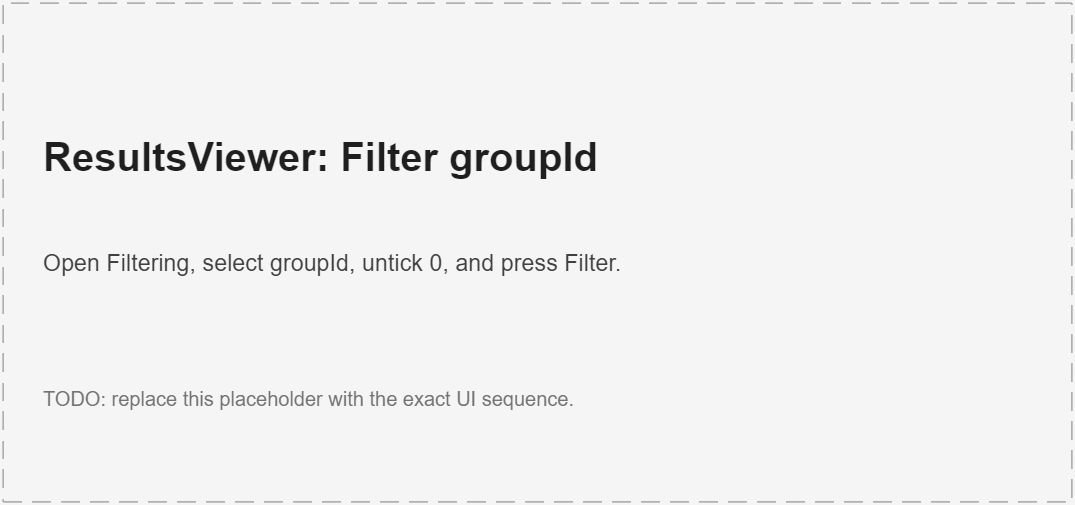 ResultsViewer: Filter groupId
Open Filtering, select groupId, untick 0, and press Filter.
TODO: replace this placeholder with the exact UI sequence.